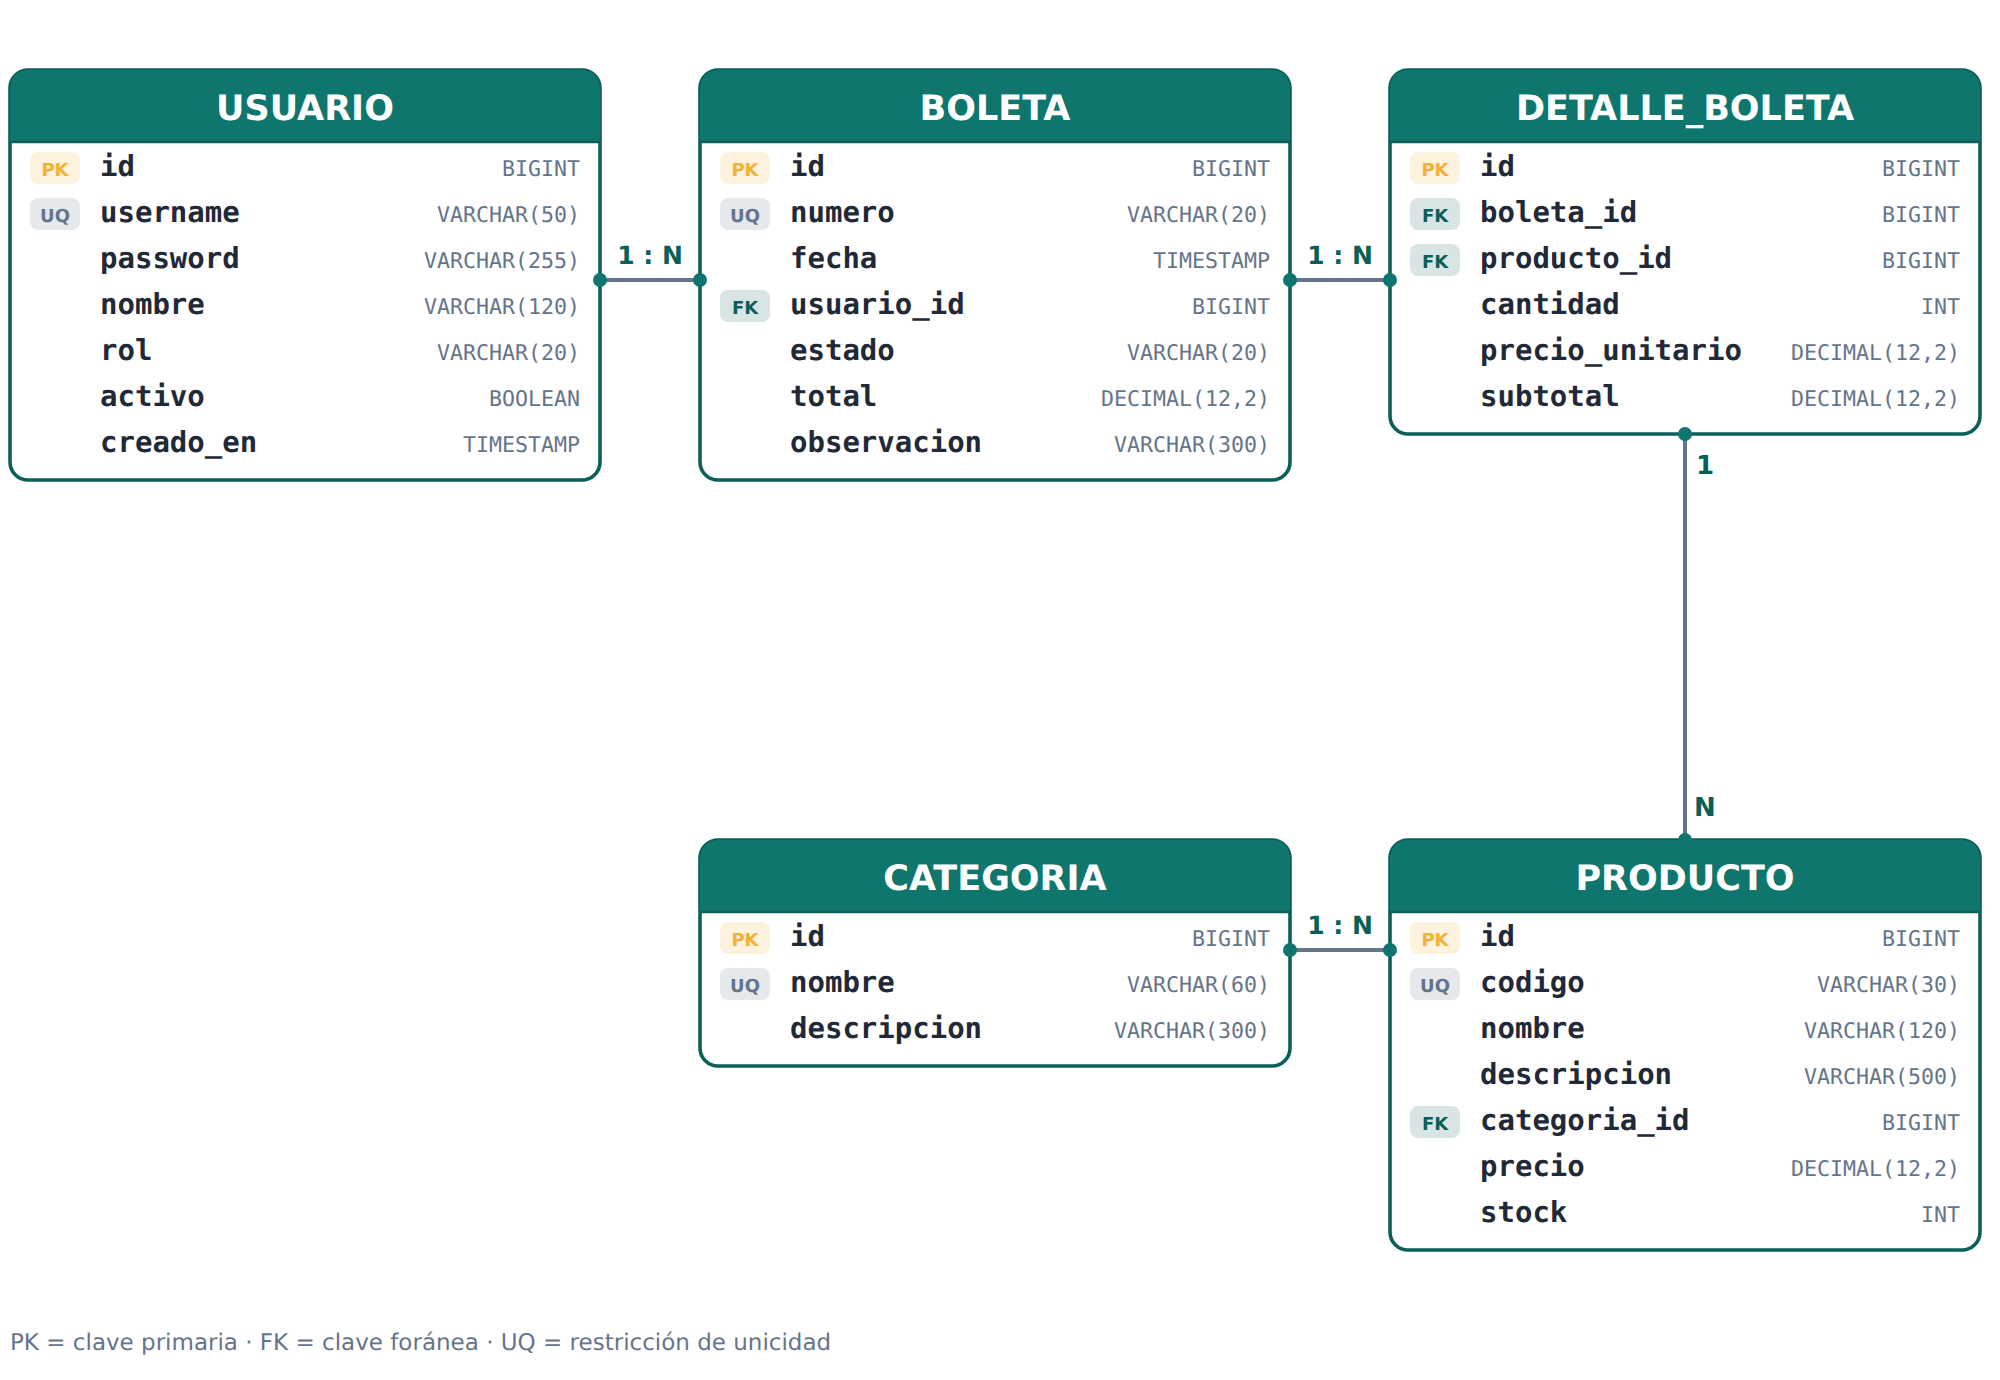 USUARIO
PK id BIGINT
UQ username VARCHAR(50)
password VARCHAR(255)
nombre VARCHAR(120)
rol VARCHAR(20)
activo BOOLEAN
creado_en TIMESTAMP
1 : N
BOLETA
PK id BIGINT
UQ numero VARCHAR(20)
fecha TIMESTAMP
FK usuario_id BIGINT
estado VARCHAR(20)
total DECIMAL(12,2)
observacion VARCHAR(300)
1 : N
DETALLE_BOLETA
PK id BIGINT
FK boleta_id BIGINT
FK producto_id BIGINT
cantidad INT
precio_unitario DECIMAL(12,2)
subtotal DECIMAL(12,2)
1
N
CATEGORIA
PK id BIGINT
UQ nombre VARCHAR(60)
descripcion VARCHAR(300)
1 : N
PRODUCTO
PK id BIGINT
UQ codigo VARCHAR(30)
nombre VARCHAR(120)
descripcion VARCHAR(500)
FK categoria_id BIGINT
precio DECIMAL(12,2)
stock INT
PK = clave primaria · FK = clave foránea · UQ = restricción de unicidad